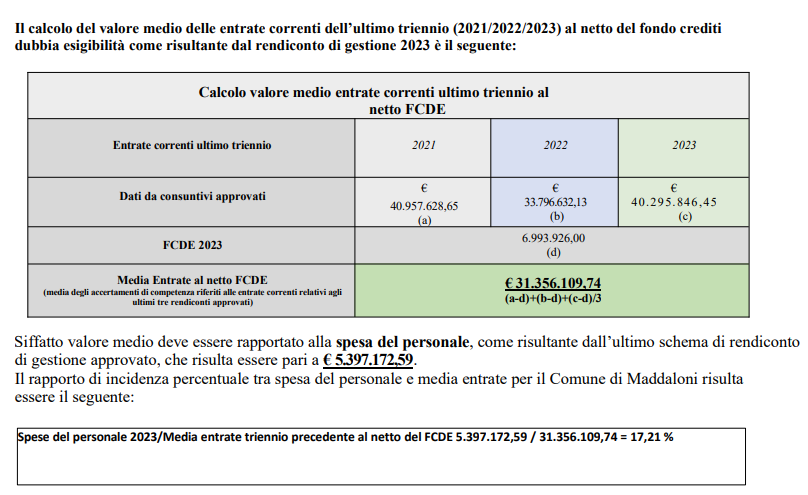 Il calcolo del valore medio delle entrate correnti dell'ultimo triennio (2021/2022/2023) al netto del fondo crediti
dubbia esigibilità come risultante dal rendiconto di gestione 2023 è il seguente:
Calcolo valore medio entrate correnti ultimo triennio al
netto FCDE
Entrate correnti ultimo triennio 2021 2022 2023
Dati da consuntivi approvati
€
40.957.628,65
(a)
€
33.796.632,13
(b)
€
40.295.846,45
(c)
FCDE 2023
6.993.926,00
(d)
Media Entrate al netto FCDE
(media degli accertamenti di competenza riferiti alle entrate correnti relativi agli
ultimi tre rendiconti approvati)
€ 31.356.109,74
(a-d)+(b-d)+(c-d)/3
Siffatto valore medio deve essere rapportato alla spesa del personale, come risultante dall'ultimo schema di rendiconto
di gestione approvato, che risulta essere pari a € 5.397.172,59.
Il rapporto di incidenza percentuale tra spesa del personale e media entrate per il Comune di Maddaloni risulta
essere il seguente:
Spese del personale 2023/Media entrate triennio precedente al netto del FCDE 5.397.172,59 / 31.356.109,74 = 17,21 %